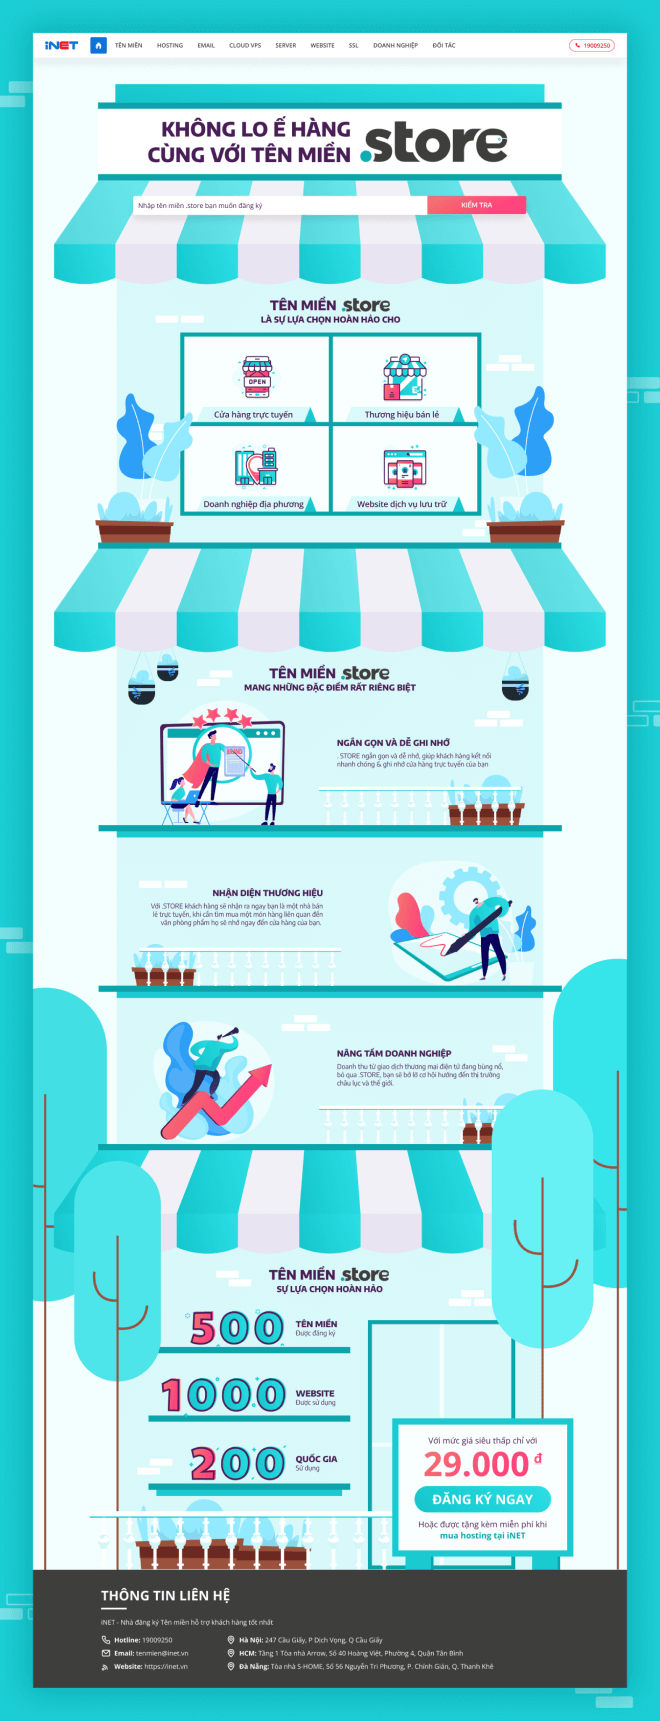 iNET
TÊN MIỀN HOSTING EMAIL CLOUD VPS SERVER WEBSITE SSL DOANH NGHIỆP ĐỐI TÁC
19009250
KHÔNG LO Ế HÀNG
CÙNG VỚI TÊN MIỀN
.store
Nhập tên miền .store bạn muốn đăng ký
KIỂM TRA
TÊN MIỀN .store
LÀ SỰ LỰA CHỌN HOÀN HẢO CHO
OPEN
Cửa hàng trực tuyến
Thương hiệu bán lẻ
Doanh nghiệp địa phương
Website dịch vụ lưu trữ
TÊN MIỀN .store
MANG NHỮNG ĐẶC ĐIỂM RẤT RIÊNG BIỆT
BRAND
NGẮN GỌN VÀ DỄ GHI NHỚ
. STORE ngắn gọn và dễ nhớ, giúp khách hàng kết nối
nhanh chóng & ghi nhớ cửa hàng trực tuyến của bạn
NHẬN DIỆN THƯƠNG HIỆU
Với .STORE khách hàng sẽ nhận ra ngay bạn là một nhà bán
lẻ trực tuyến, khi cần tìm mua một món hàng liên quan đến
văn phòng phẩm họ sẽ nhớ ngay đến cửa hàng của bạn.
NÂNG TẦM DOANH NGHIỆP
Doanh thu từ giao dịch thương mại điện tử đang bùng nổ,
bỏ qua .STORE, bạn sẽ bỡ lỡ cơ hội hướng đến thị trường
châu lục và thế giới.
TÊN MIỀN .store
SỰ LỰA CHỌN HOÀN HẢO
500
TÊN MIỀN
Được đăng ký
1000
WEBSITE
Được sử dụng
200
QUỐC GIA
Sử dụng
Với mức giá siêu thấp chỉ với
29.000 đ
ĐĂNG KÝ NGAY
Hoặc được tặng kèm miễn phí khi
mua hosting tại iNET
THÔNG TIN LIÊN HỆ
iNET - Nhà đăng ký Tên miền hỗ trợ khách hàng tốt nhất
Hotline: 19009250
Email: tenmien@inet.vn
Website: https://inet.vn
Hà Nội: 247 Cầu Giấy, P Dịch Vọng, Q Cầu Giấy
HCM: Tầng 1 Tòa nhà Arrow, Số 40 Hoàng Việt, Phường 4, Quận Tân Bình
Đà Nẵng: Tòa nhà S-HOME, Số 56 Nguyễn Tri Phương, P. Chính Gián, Q. Thanh Khê